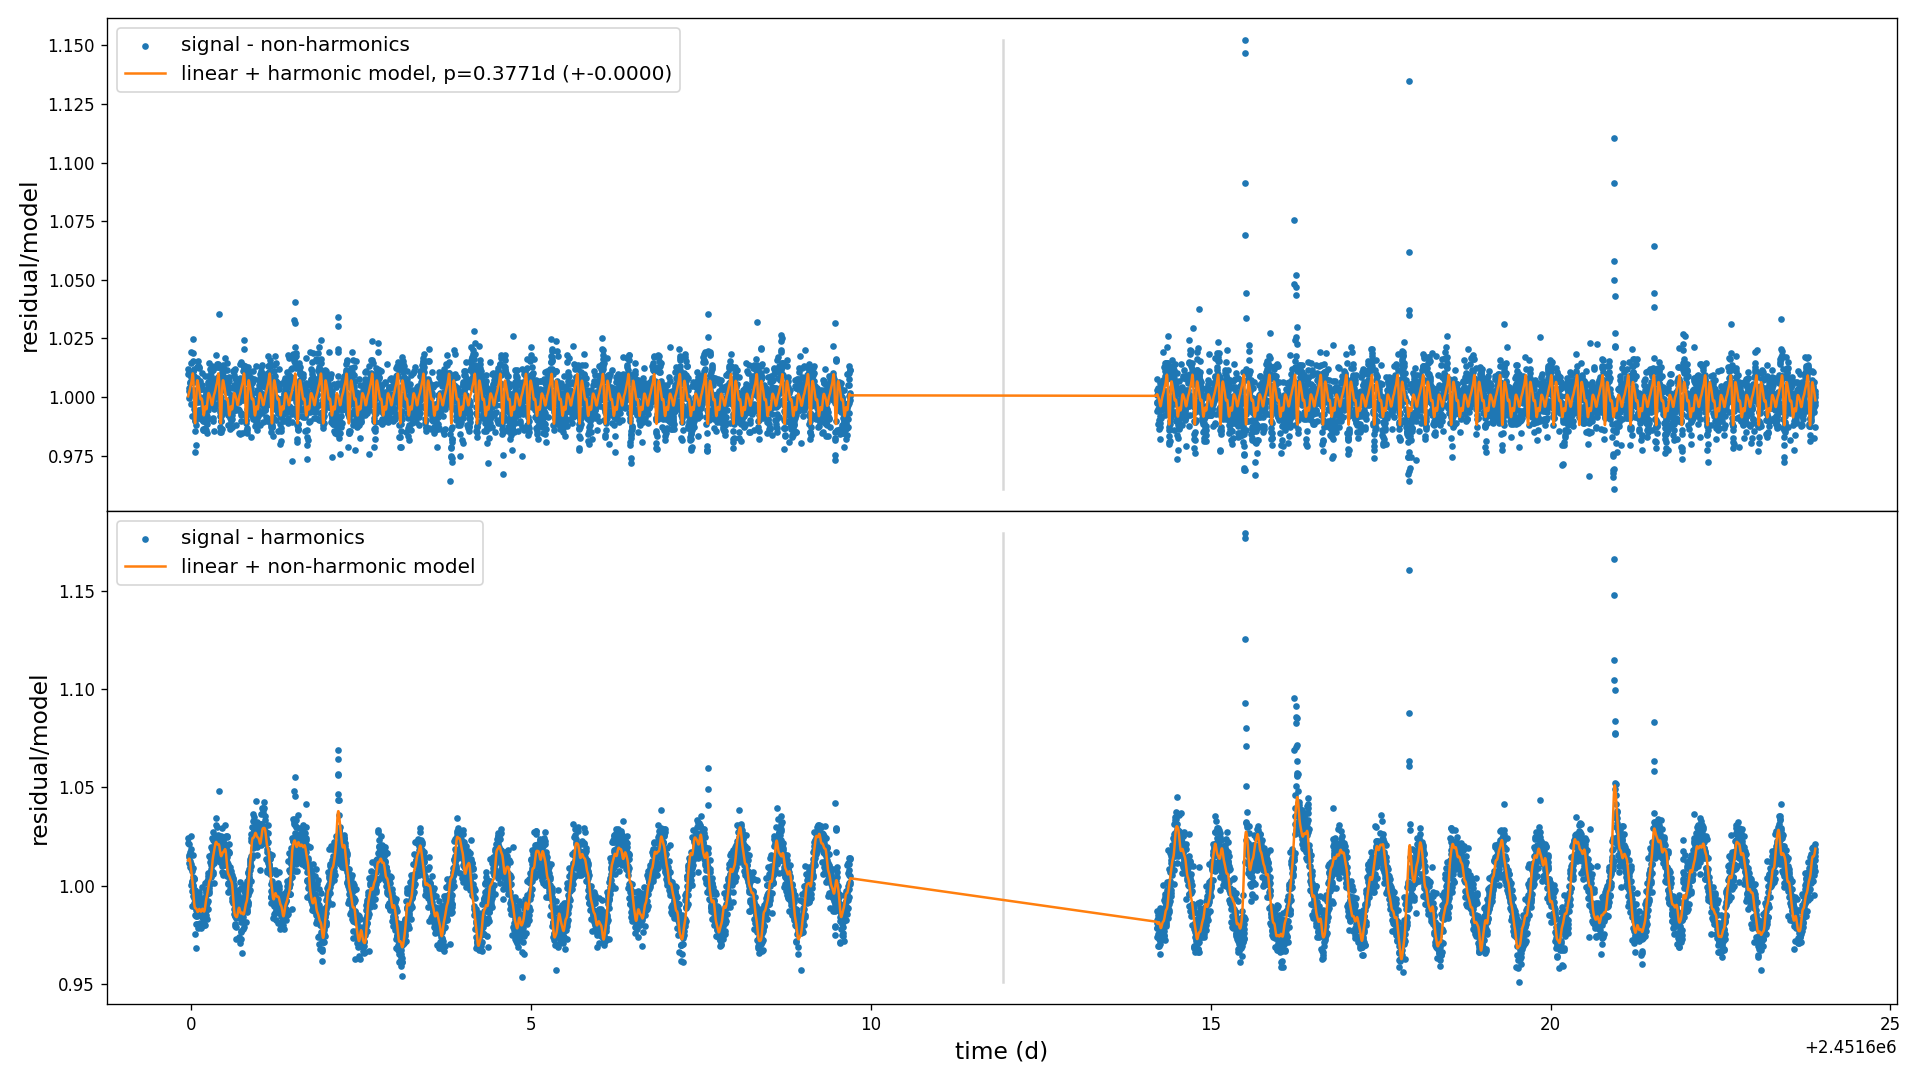 signal - non-harmonics
linear + harmonic model, p=0.3771d (+-0.0000)
1.150
1.125
1.100
1.075
1.050
1.025
1.000
0.975
residual/model
signal - harmonics
linear + non-harmonic model
1.15
1.10
1.05
1.00
0.95
residual/model
0
5
10
15
20
25
time (d)
+2.4516e6